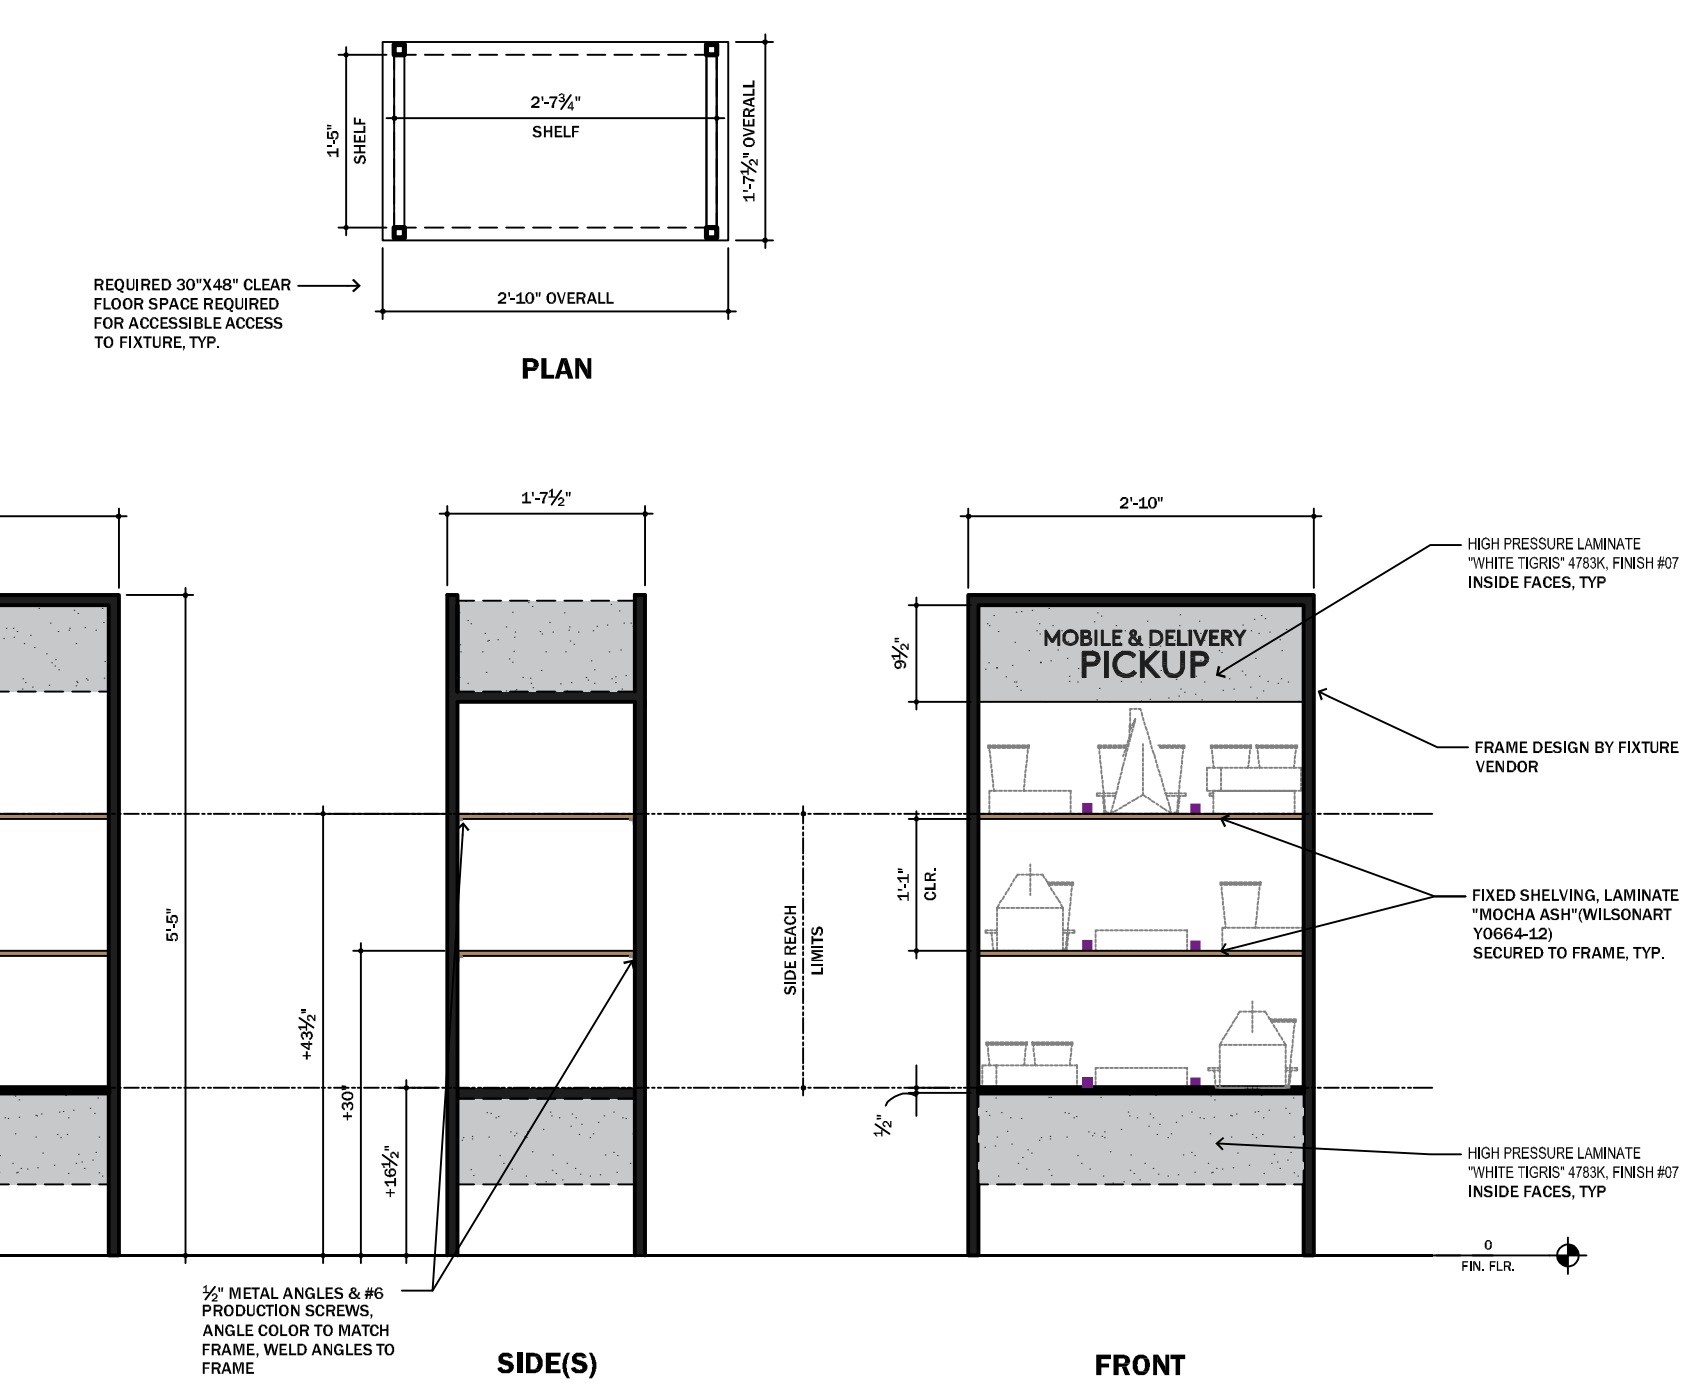 2'-7¾"
SHELF
1'-5"
SHELF
1'-7½" OVERALL
2'-10" OVERALL
REQUIRED 30"X48" CLEAR
FLOOR SPACE REQUIRED
FOR ACCESSIBLE ACCESS
TO FIXTURE, TYP.
PLAN
1'-7½"
2'-10"
HIGH PRESSURE LAMINATE
"WHITE TIGRIS" 4783K, FINISH #07
INSIDE FACES, TYP
9½"
MOBILE & DELIVERY
PICKUP
FRAME DESIGN BY FIXTURE
VENDOR
5'-5"
+43½"
+30"
+16½"
SIDE REACH
LIMITS
1'-1"
CLR.
½"
FIXED SHELVING, LAMINATE
"MOCHA ASH"(WILSONART
Y0664-12)
SECURED TO FRAME, TYP.
HIGH PRESSURE LAMINATE
"WHITE TIGRIS" 4783K, FINISH #07
INSIDE FACES, TYP
0
FIN. FLR.
½" METAL ANGLES & #6
PRODUCTION SCREWS,
ANGLE COLOR TO MATCH
FRAME, WELD ANGLES TO
FRAME
SIDE(S)
FRONT